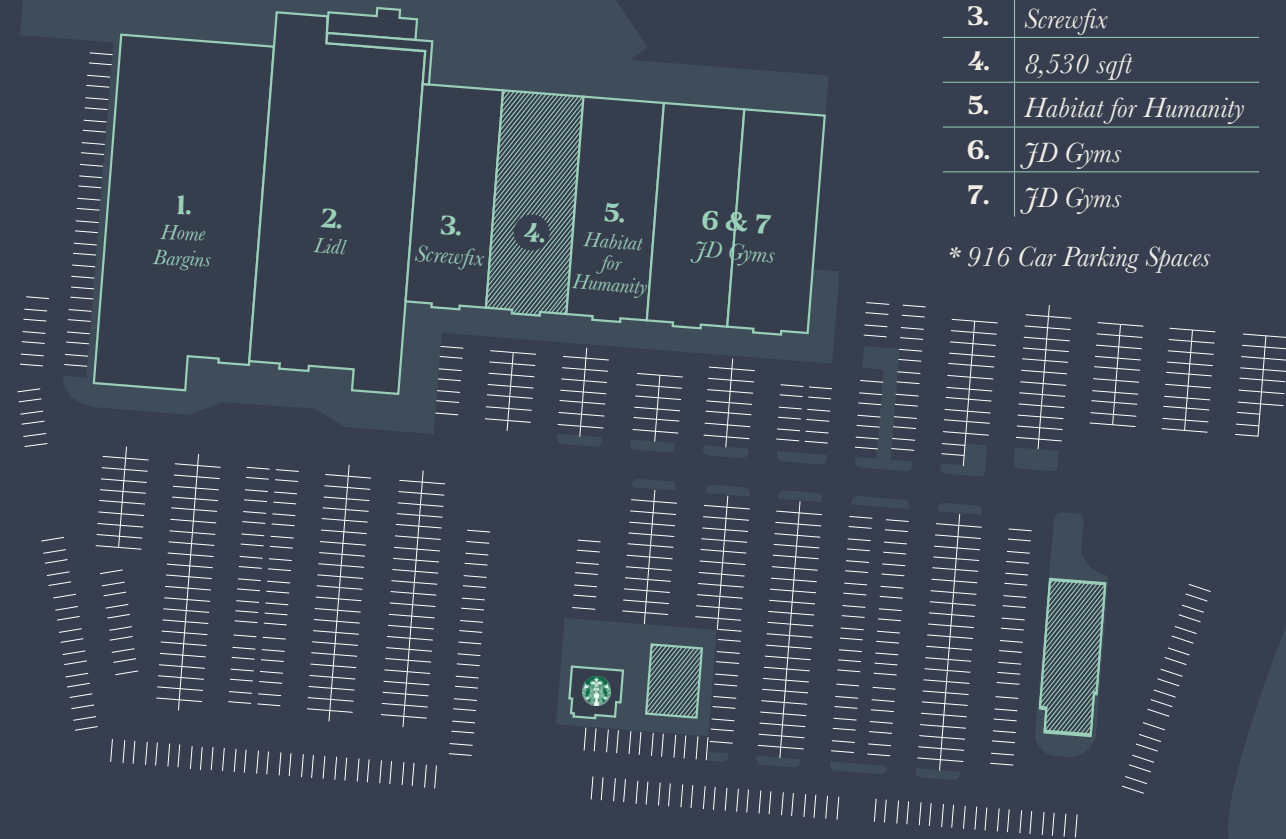 3. Screwfix
4. 8,530 sqft
5. Habitat for Humanity
6. JD Gyms
7. JD Gyms
* 916 Car Parking Spaces
1.
Home
Bargins
2.
Lidl
3.
Screwfix
4.
5.
Habitat
for
Humanity
6 & 7
JD Gyms